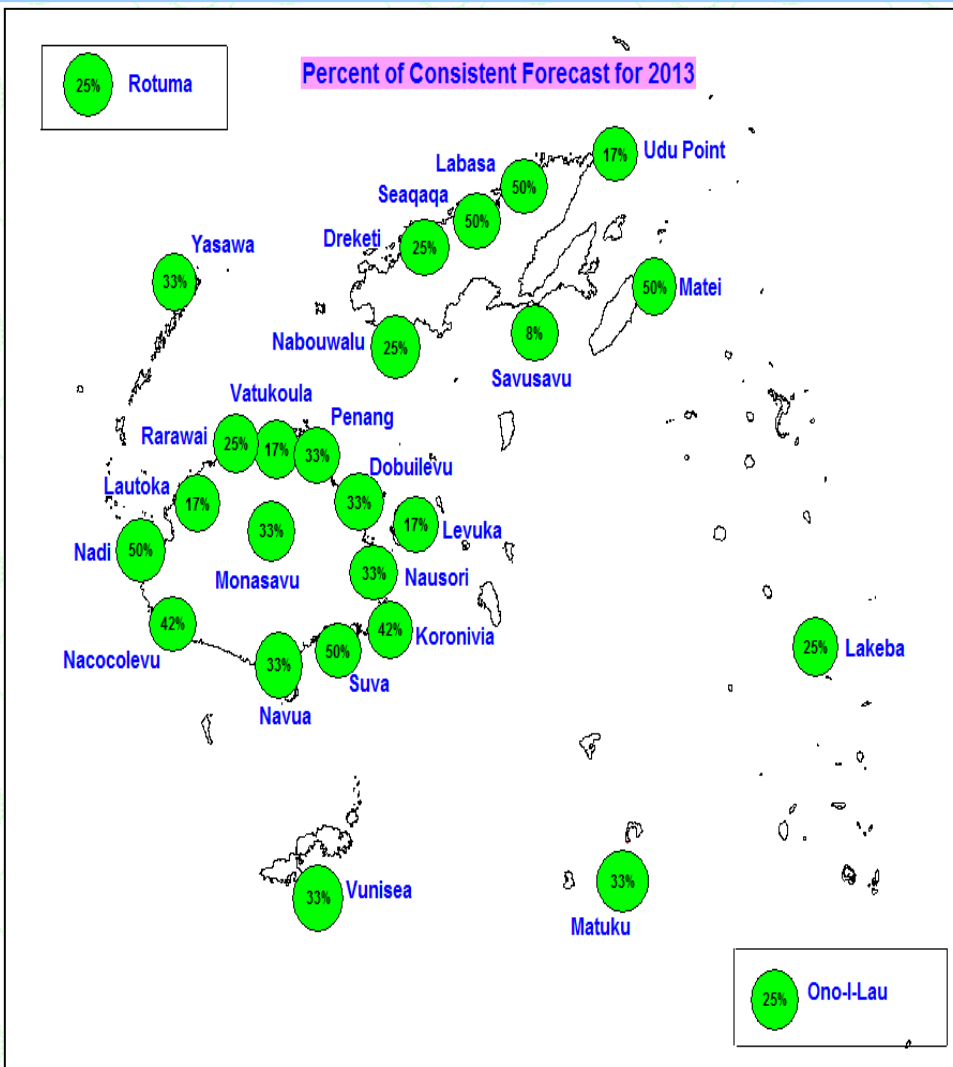 Percent of Consistent Forecast for 2013
25% Rotuma
Udu Point 17%
Labasa 50%
Seaqaqa 50%
Dreketi 25%
Yasawa 33%
Matei 50%
Nabouwalu 25%
Savusavu 8%
Vatukoula 17%
Penang 33%
Rarawai 25%
Dobuilevu 33%
Lautoka 17%
Levuka 17%
Monasavu 33%
Nadi 50%
Nausori 33%
Nacocolevu 42%
Koronivia 42%
Suva 50%
Navua 33%
Lakeba 25%
Vunisea 33%
Matuku 33%
25% Ono-I-Lau